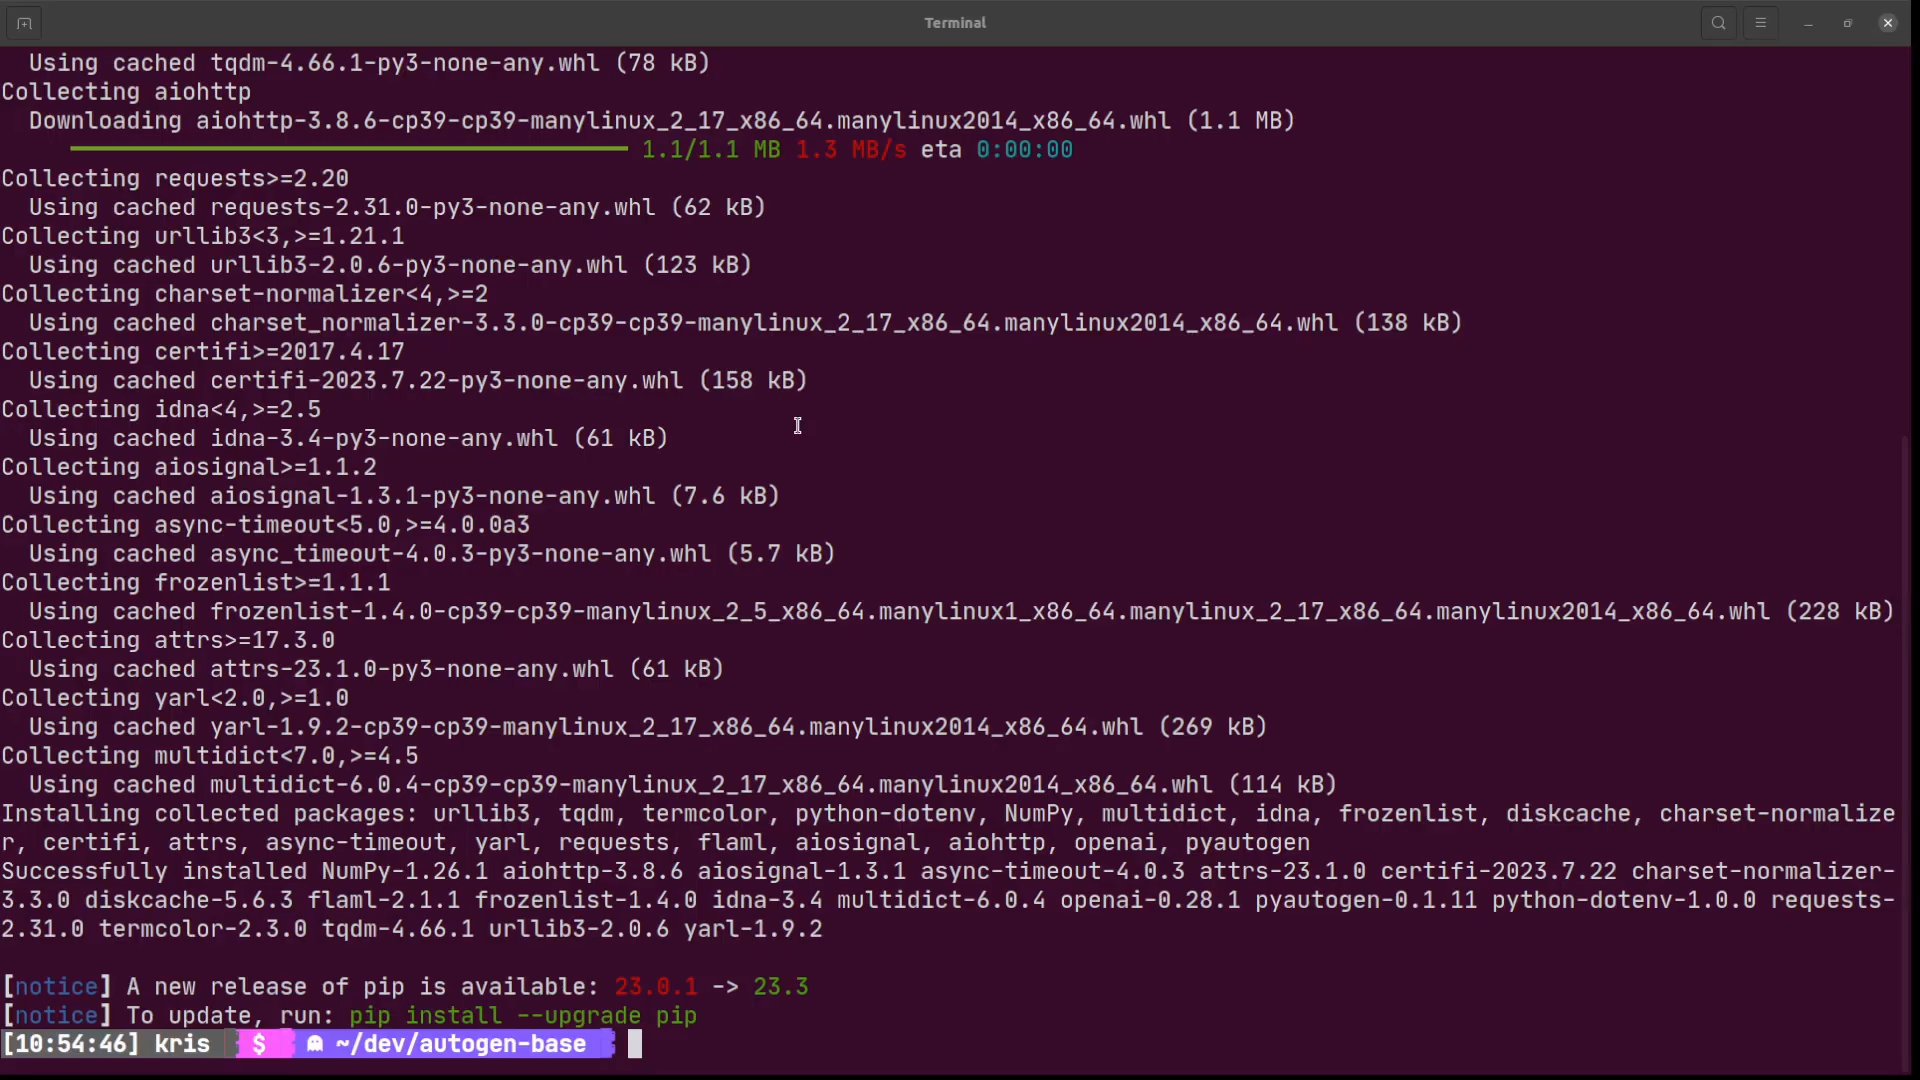 Terminal
Using cached tqdm-4.66.1-py3-none-any.whl (78 kB)
Collecting aiohttp
Downloading aiohttp-3.8.6-cp39-cp39-manylinux_2_17_x86_64.manylinux2014_x86_64.whl (1.1 MB)
1.1/1.1 MB 1.3 MB/s eta 0:00:00
Collecting requests>=2.20
Using cached requests-2.31.0-py3-none-any.whl (62 kB)
Collecting urllib3<3,>=1.21.1
Using cached urllib3-2.0.6-py3-none-any.whl (123 kB)
Collecting charset-normalizer<4,>=2
Using cached charset_normalizer-3.3.0-cp39-cp39-manylinux_2_17_x86_64.manylinux2014_x86_64.whl (138 kB)
Collecting certifi>=2017.4.17
Using cached certifi-2023.7.22-py3-none-any.whl (158 kB)
Collecting idna<4,>=2.5
Using cached idna-3.4-py3-none-any.whl (61 kB)
Collecting aiosignal>=1.1.2
Using cached aiosignal-1.3.1-py3-none-any.whl (7.6 kB)
Collecting async-timeout<5.0,>=4.0.0a3
Using cached async_timeout-4.0.3-py3-none-any.whl (5.7 kB)
Collecting frozenlist>=1.1.1
Using cached frozenlist-1.4.0-cp39-cp39-manylinux_2_5_x86_64.manylinux1_x86_64.manylinux_2_17_x86_64.manylinux2014_x86_64.whl (228 kB)
Collecting attrs>=17.3.0
Using cached attrs-23.1.0-py3-none-any.whl (61 kB)
Collecting yarl<2.0,>=1.0
Using cached yarl-1.9.2-cp39-cp39-manylinux_2_17_x86_64.manylinux2014_x86_64.whl (269 kB)
Collecting multidict<7.0,>=4.5
Using cached multidict-6.0.4-cp39-cp39-manylinux_2_17_x86_64.manylinux2014_x86_64.whl (114 kB)
Installing collected packages: urllib3, tqdm, termcolor, python-dotenv, NumPy, multidict, idna, frozenlist, diskcache, charset-normalize
r, certifi, attrs, async-timeout, yarl, requests, flaml, aiosignal, aiohttp, openai, pyautogen
Successfully installed NumPy-1.26.1 aiohttp-3.8.6 aiosignal-1.3.1 async-timeout-4.0.3 attrs-23.1.0 certifi-2023.7.22 charset-normalizer-
3.3.0 diskcache-5.6.3 flaml-2.1.1 frozenlist-1.4.0 idna-3.4 multidict-6.0.4 openai-0.28.1 pyautogen-0.1.11 python-dotenv-1.0.0 requests-
2.31.0 termcolor-2.3.0 tqdm-4.66.1 urllib3-2.0.6 yarl-1.9.2
[notice] A new release of pip is available: 23.0.1 -> 23.3
[notice] To update, run: pip install --upgrade pip
[10:54:46] kris $ ~/dev/autogen-base